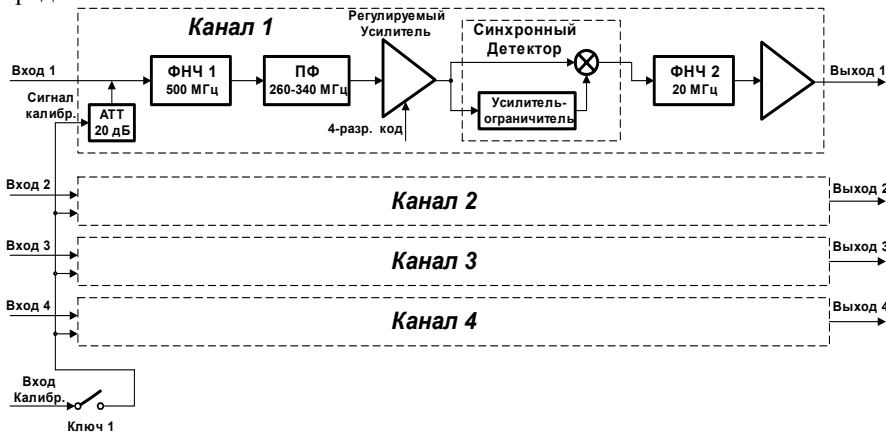 Канал 1
Регулируемый
Усилитель
Синхронный
Детектор
Вход 1
ФНЧ 1
500 МГц
ПФ
260-340 МГц
ФНЧ 2
20 МГц
Выход 1
Сигнал
калибр.
АТТ
20 дБ
4-разр. код
Усилитель-
ограничитель
Вход 2
Канал 2
Выход 2
Вход 3
Канал 3
Выход 3
Вход 4
Канал 4
Выход 4
Вход
Калибр.
Ключ 1